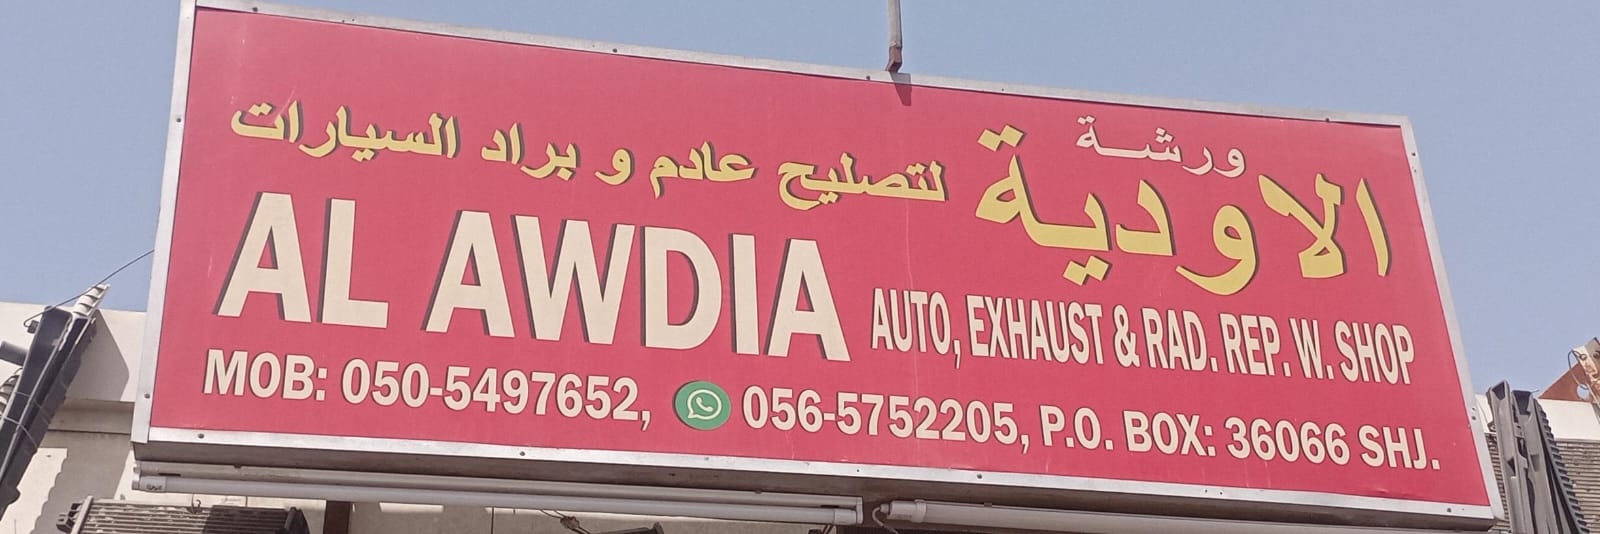 ورشة
الاودية لتصليح عادم و براد السيارات
AL AWDIA AUTO, EXHAUST & RAD. REP. W. SHOP
MOB: 050-5497652, 056-5752205, P.O. BOX: 36066 SHJ.